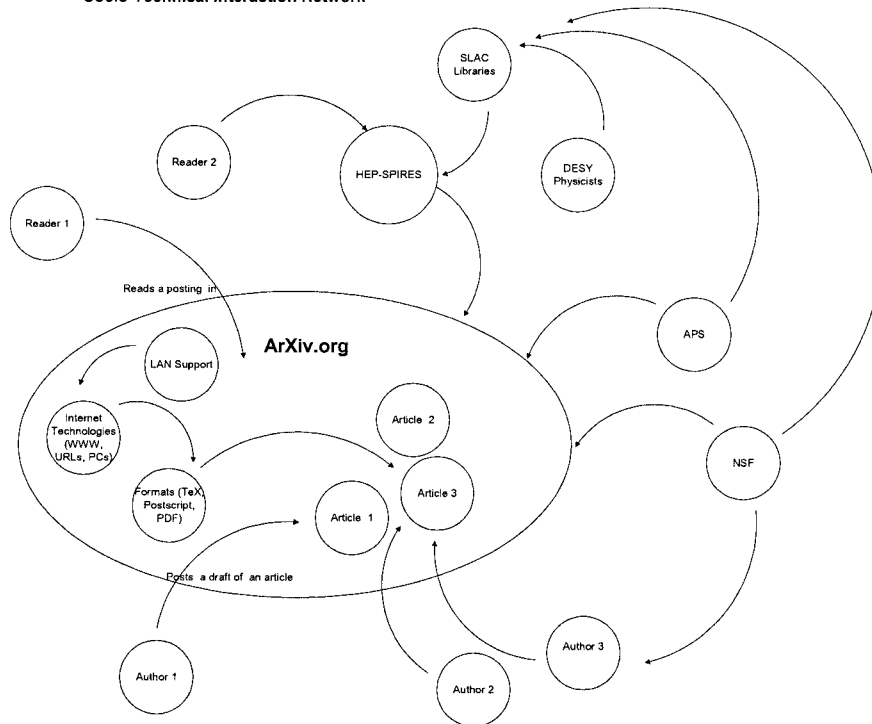 Socio-Technical Interaction Network
SLAC
Libraries
Reader 2
HEP-SPIRES
DESY
Physicists
Reader 1
Reads a posting in
ArXiv.org
APS
LAN Support
Article 2
Internet
Technologies
(WWW,
URLs, PCs)
NSF
Formats (TeX,
Postscript,
PDF)
Article 3
Article 1
Posts a draft of an article
Author 3
Author 1
Author 2